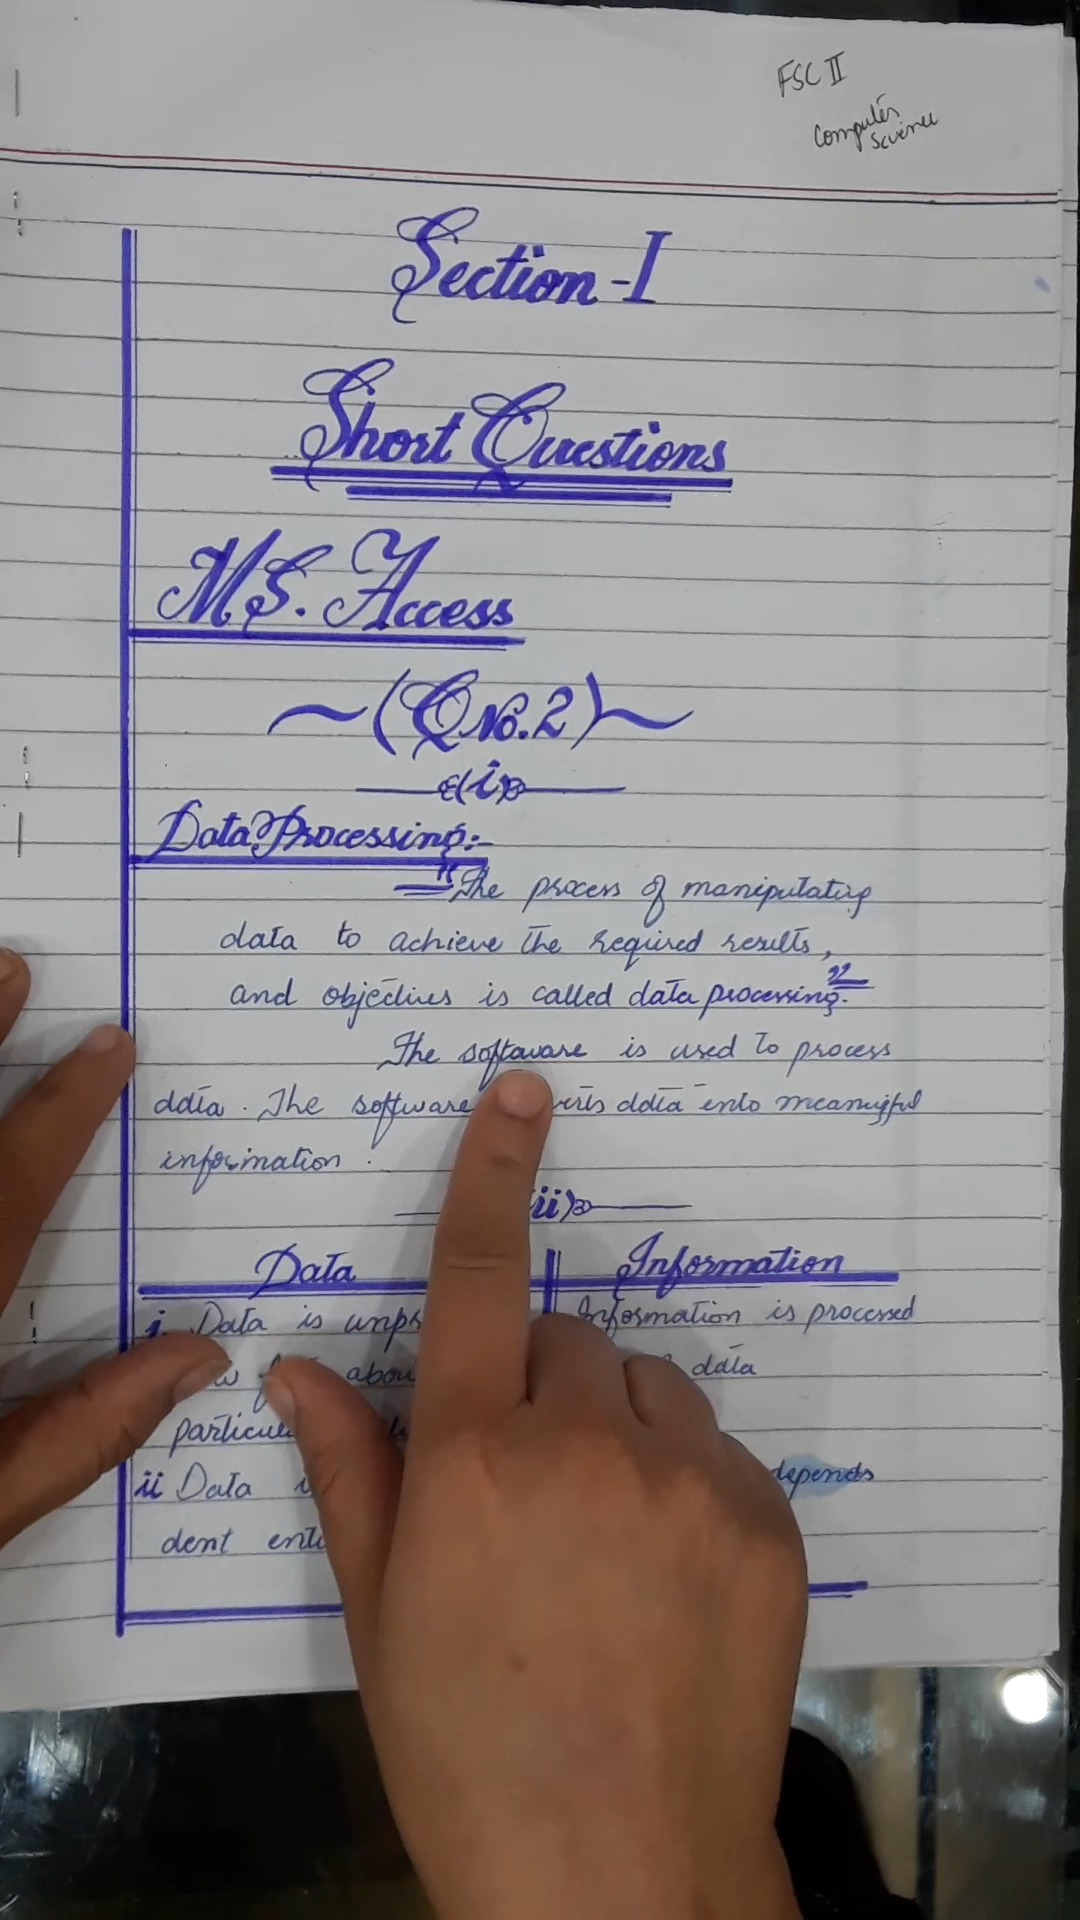 FSC II
Computer
Science
Section-I
Short Questions
MS. Access
~(Q No. 2)~
(i)
Data Processing:-
"The process of manipulating
data to achieve the required results,
and objectives is called data processing."
The software is used to process
data. The software data into meaningful
information.
ii)
Data Information
i. Data is Information is processed
data
ii Data depends
dent